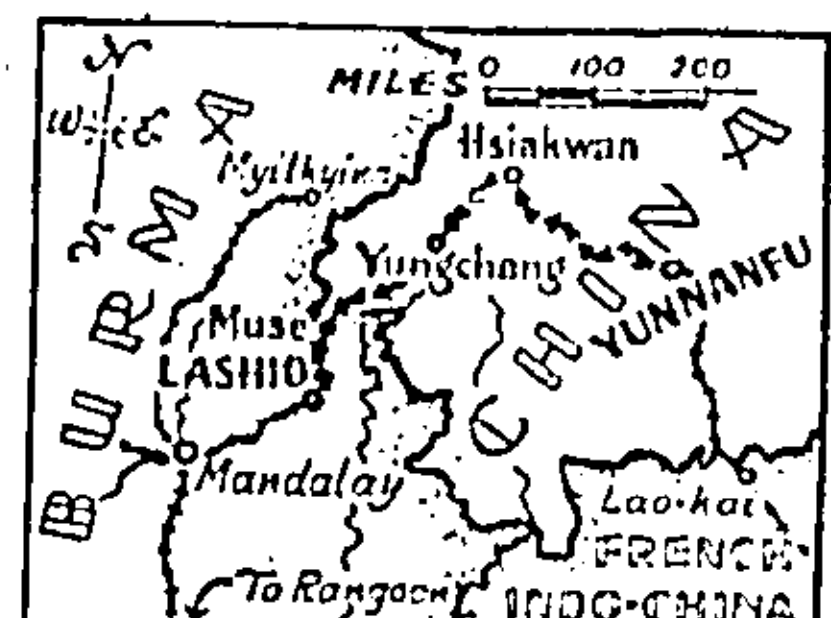 N
W E
S
MILES 0 100 200
Myitkyina
Hsiakwan
BURMA
CHINA
Yungchang
YUNNANFU
Muse
LASHIO
Mandalay
Lao-kai
FRENCH
INDO-CHINA
To Rangoon